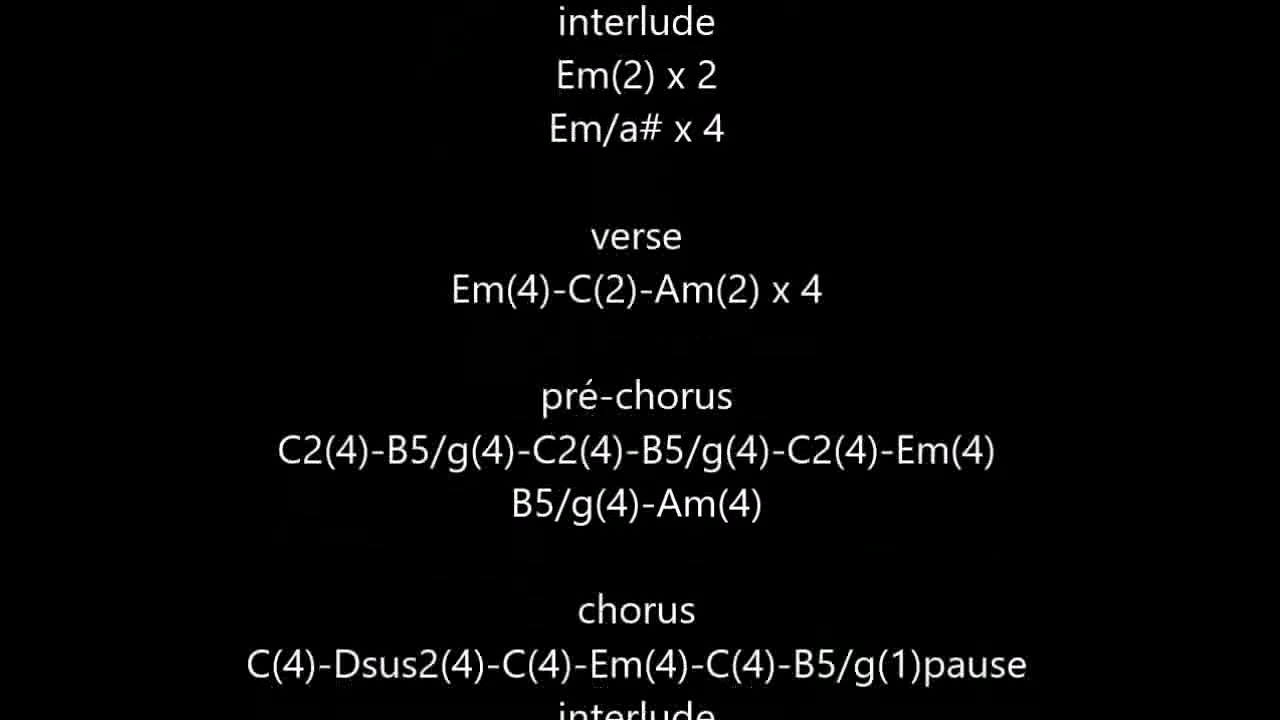 interlude
Em(2) x 2
Em/a# x 4
verse
Em(4)-C(2)-Am(2) x 4
pré-chorus
C2(4)-B5/g(4)-C2(4)-B5/g(4)-C2(4)-Em(4)
B5/g(4)-Am(4)
chorus
C(4)-Dsus2(4)-C(4)-Em(4)-C(4)-B5/g(1)pause
interlude